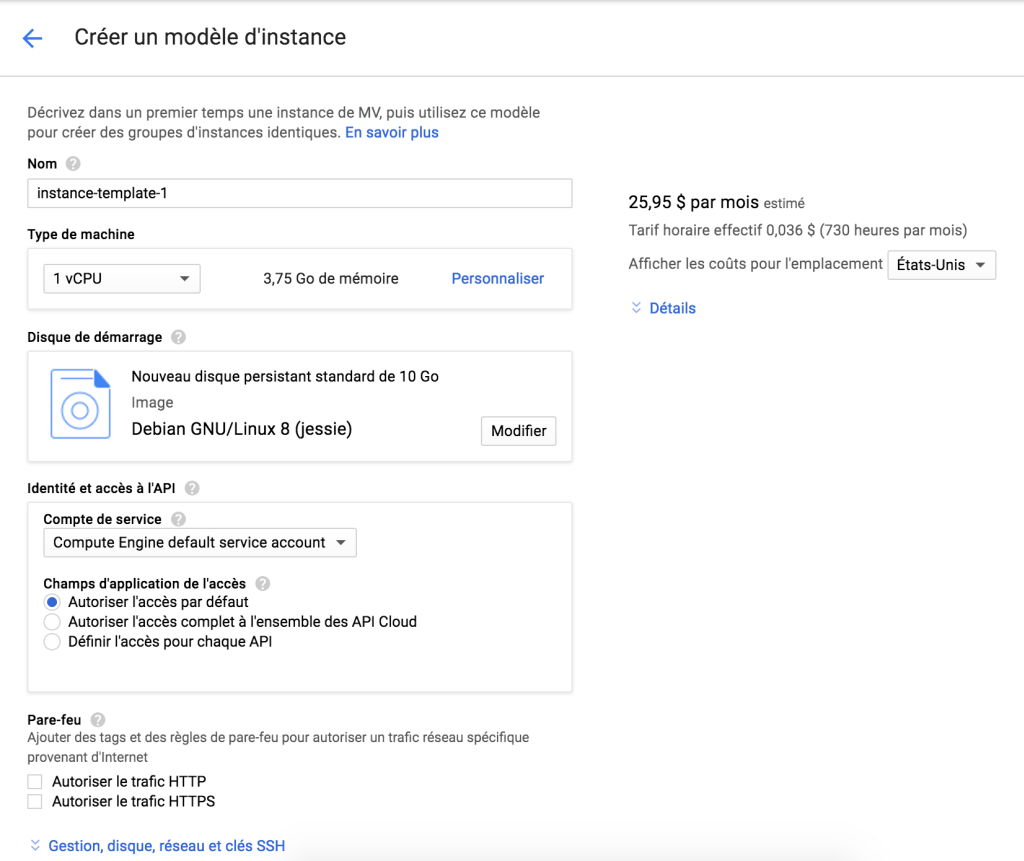 Créer un modèle d'instance
Décrivez dans un premier temps une instance de MV, puis utilisez ce modèle
pour créer des groupes d'instances identiques. En savoir plus
Nom ?
instance-template-1
Type de machine
1 vCPU 3,75 Go de mémoire Personnaliser
Disque de démarrage ?
Nouveau disque persistant standard de 10 Go
Image
Debian GNU/Linux 8 (jessie)
Modifier
Identité et accès à l'API ?
Compte de service ?
Compute Engine default service account
Champs d'application de l'accès ?
Autoriser l'accès par défaut
Autoriser l'accès complet à l'ensemble des API Cloud
Définir l'accès pour chaque API
Pare-feu ?
Ajouter des tags et des règles de pare-feu pour autoriser un trafic réseau spécifique
provenant d'Internet
Autoriser le trafic HTTP
Autoriser le trafic HTTPS
Gestion, disque, réseau et clés SSH
25,95 $ par mois estimé
Tarif horaire effectif 0,036 $ (730 heures par mois)
Afficher les coûts pour l'emplacement États-Unis
Détails